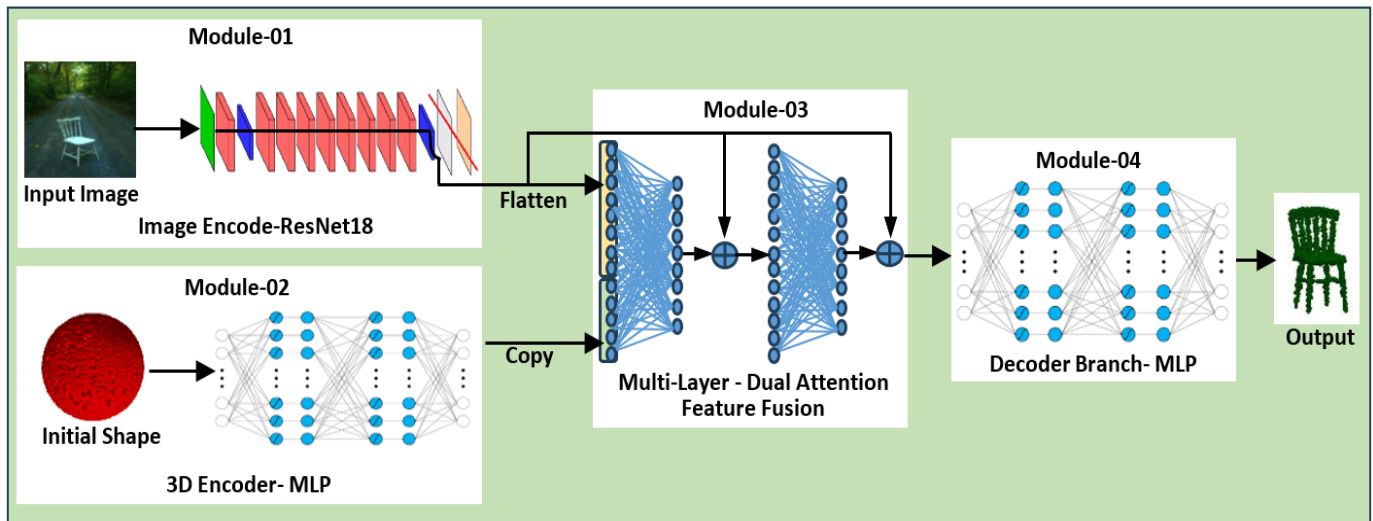 Module-01
Input Image
Image Encode-ResNet18
Module-02
Initial Shape
3D Encoder- MLP
Flatten
Copy
Module-03
Multi-Layer - Dual Attention
Feature Fusion
Module-04
Decoder Branch- MLP
Output